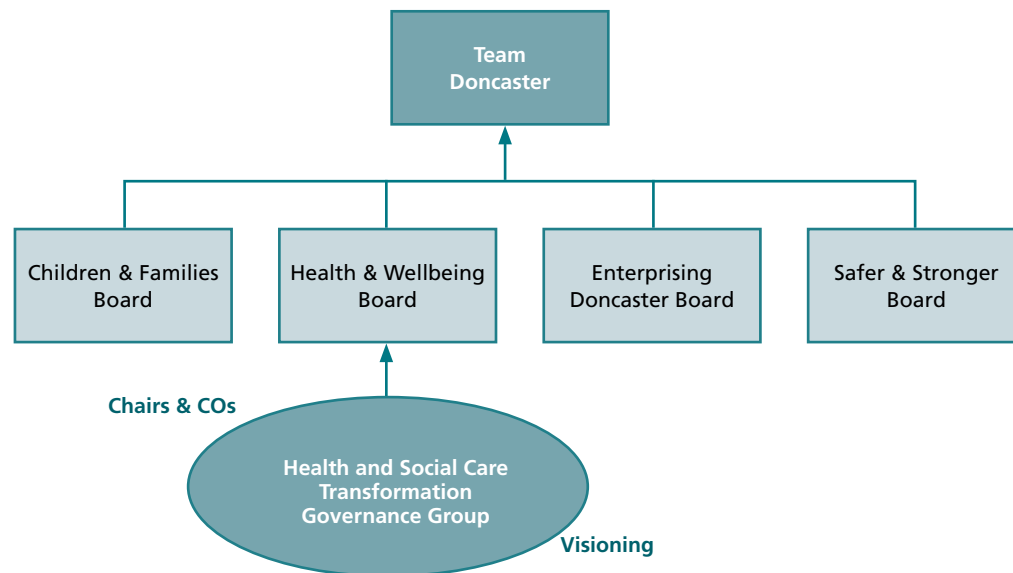 Team
Doncaster
Children & Families
Board
Health & Wellbeing
Board
Enterprising
Doncaster Board
Safer & Stronger
Board
Chairs & COs
Health and Social Care
Transformation
Governance Group
Visioning